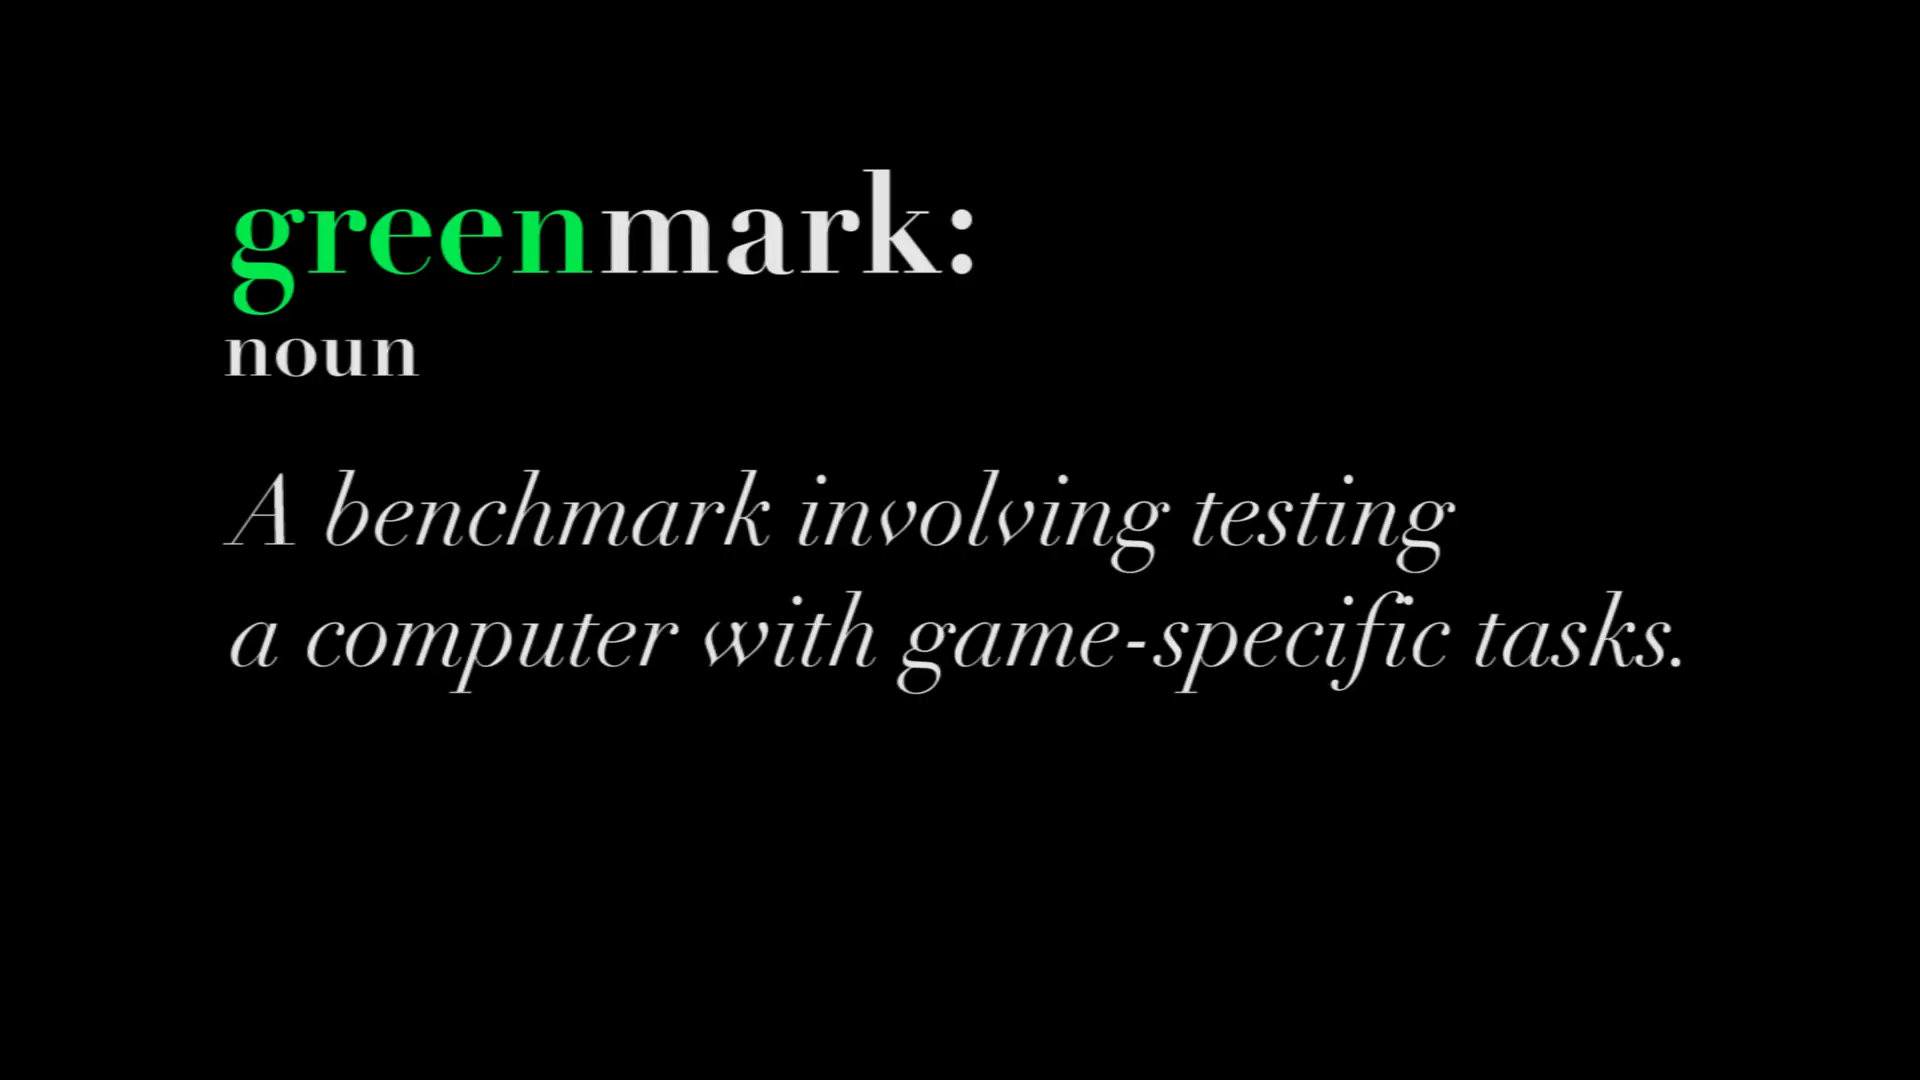 greenmark:
noun
A benchmark involving testing
a computer with game-specific tasks.